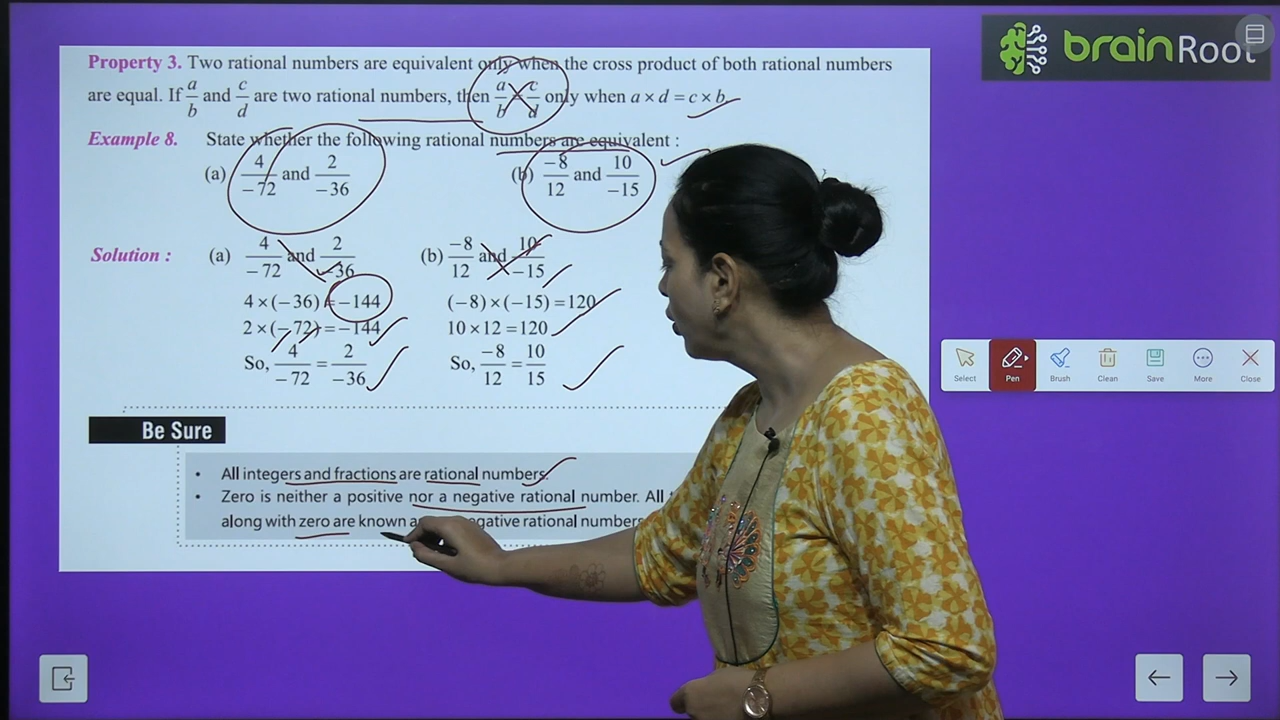 brainRoot
Property 3. Two rational numbers are equivalent only when the cross product of both rational numbers
are equal. If a/b and c/d are two rational numbers, then a/b = c/d only when a × d = c × b.
Example 8. State whether the following rational numbers are equivalent :
(a) 4/-72 and 2/-36 (b) -8/12 and 10/-15
Solution : (a) 4/-72 and 2/-36 (b) -8/12 and 10/-15
4 × (-36) = -144 (-8) × (-15) = 120
2 × (-72) = -144 10 × 12 = 120
So, 4/-72 = 2/-36 So, -8/12 = 10/15
Be Sure
• All integers and fractions are rational numbers.
• Zero is neither a positive nor a negative rational number. All
along with zero are known rational numbers
Select Pen Brush Clean Save More Close